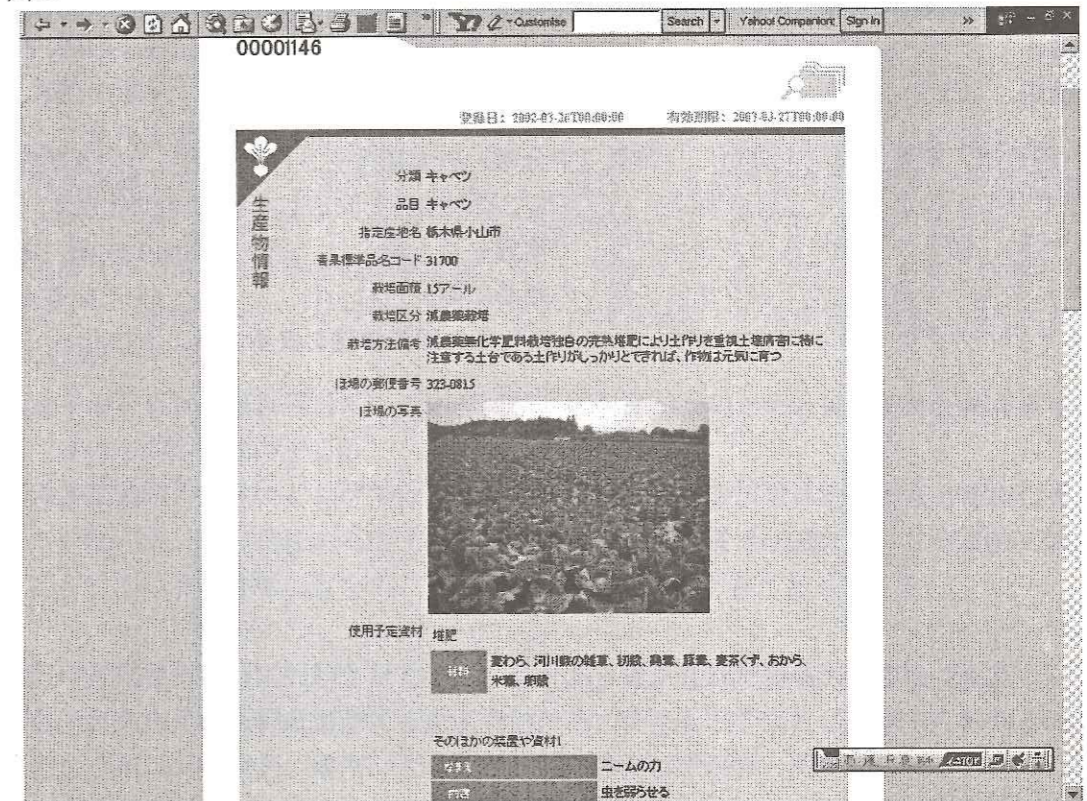 Customise
Search
Yahoo! Companion:
Sign In
00001146
登録日: 2002-03-26T00:00:00 有効期限: 2003-03-27T00:00:00
生産物情報
分類 キャベツ
品目 キャベツ
指定産地名 栃木県小山市
青果標準品名コード 31700
栽培面積 15アール
栽培区分 減農薬栽培
栽培方法備考 減農薬無化学肥料栽培独自の完熟堆肥により土作りを重視土壌病害に特に
注意する土台である土作りがしっかりとできれば、作物は元気に育つ
ほ場の郵便番号 323-0815
ほ場の写真
使用予定資材 堆肥
材料 麦わら、河川敷の雑草、籾殻、鶏糞、豚糞、麦茶くず、おから、
米糠、卵殻
そのほかの装置や資材1
ニームの力
虫を弱らせる